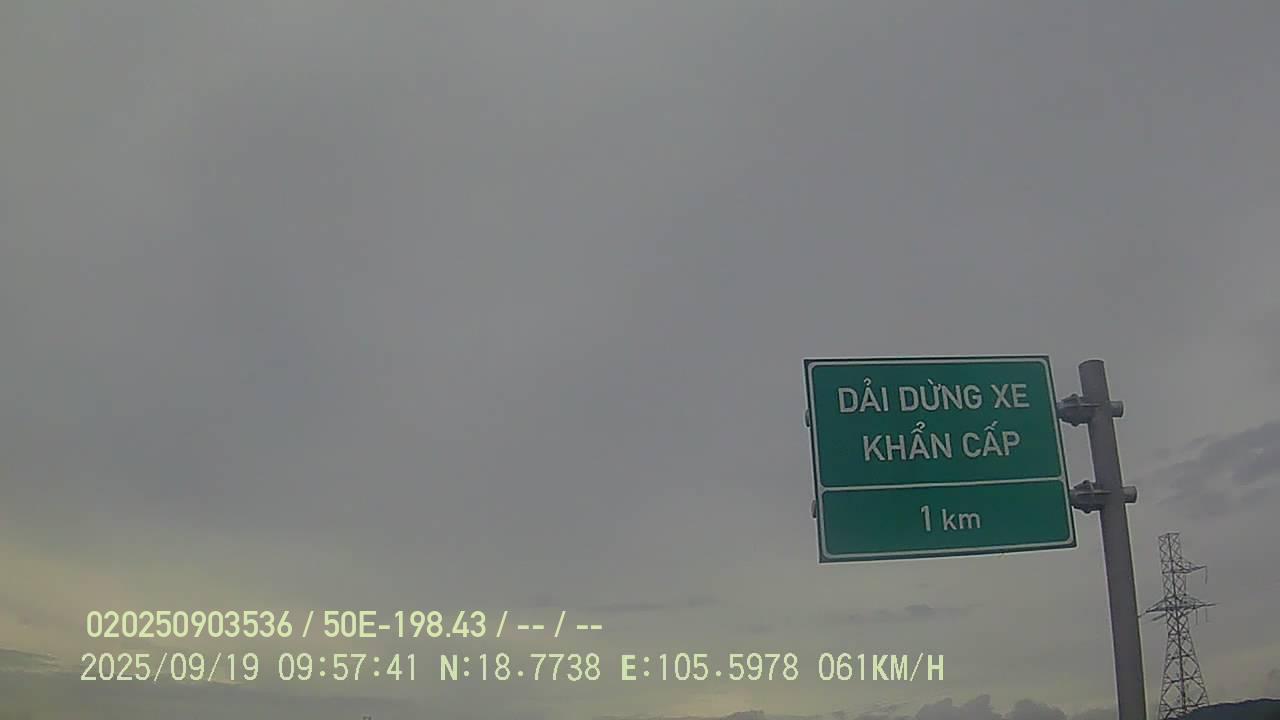 DẢI DỪNG XE
KHẨN CẤP
1 km
020250903536 / 50E-198.43 / -- / --
2025/09/19 09:57:41 N:18.7738 E:105.5978 061KM/H